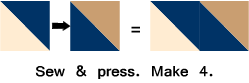 =
Sew & press. Make 4.